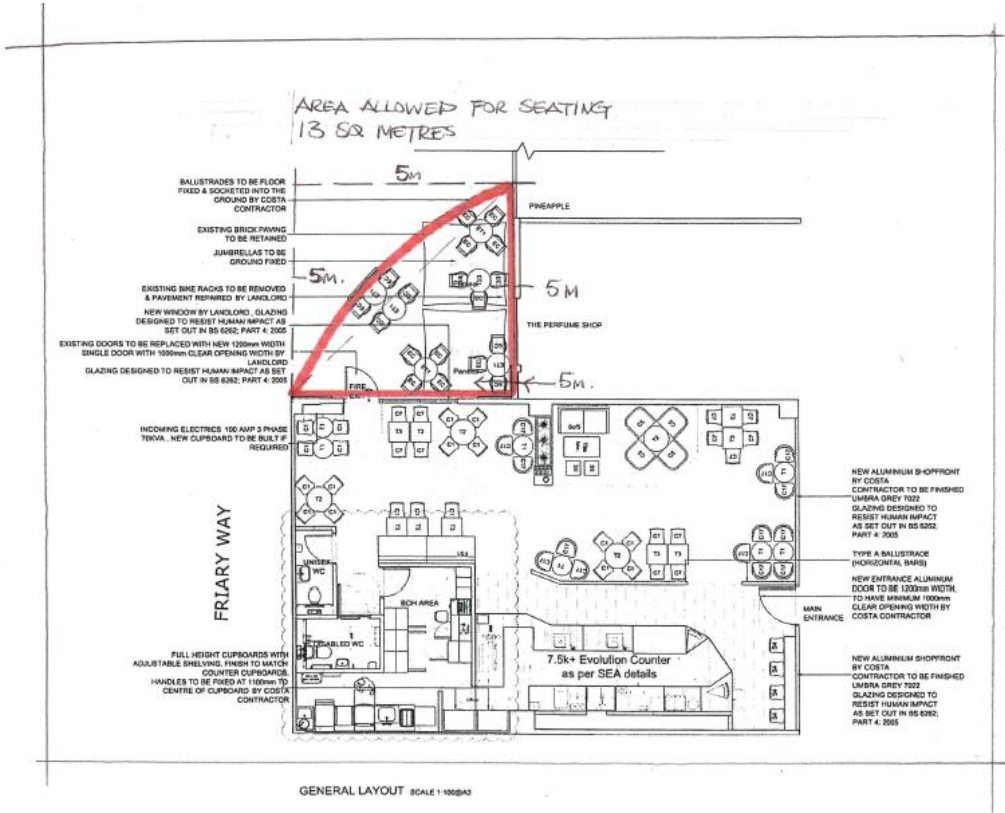 AREA ALLOWED FOR SEATING
13 SQ METRES
5M
BALUSTRADES TO BE FLOOR
FIXED & SOCKETED INTO THE
GROUND BY COSTA
CONTRACTOR
PINEAPPLE
EXISTING BRICK PAVING
TO BE RETAINED
JUMBRELLAS TO BE
GROUND FIXED
5M.
5M
EXISTING BIKE RACKS TO BE REMOVED
& PAVEMENT REPAIRED BY LANDLORD
NEW WINDOW BY LANDLORD, GLAZING
DESIGNED TO RESIST HUMAN IMPACT AS
SET OUT IN BS 6262; PART 4: 2005
THE PERFUME SHOP
EXISTING DOORS TO BE REPLACED WITH NEW 1200mm WIDTH
SINGLE DOOR WITH 1000mm CLEAR OPENING WIDTH BY
LANDLORD
GLAZING DESIGNED TO RESIST HUMAN IMPACT AS SET
OUT IN BS 6262; PART 4: 2005
FIRE
5M.
INCOMING ELECTRICS 100 AMP 3 PHASE
70KVA , NEW CUPBOARD TO BE BUILT IF
REQUIRED
FRIARY WAY
NEW ALUMINIUM SHOPFRONT
BY COSTA
CONTRACTOR TO BE FINISHED
UMBRA GREY 7022
GLAZING DESIGNED TO
RESIST HUMAN IMPACT
AS SET OUT IN BS 6262;
PART 4: 2005
TYPE A BALUSTRADE
(HORIZONTAL BARS)
NEW ENTRANCE ALUMINUM
DOOR TO BE 1200mm WIDTH,
TO HAVE MINIMUM 1000mm
CLEAR OPENING WIDTH BY
COSTA CONTRACTOR
MAIN
ENTRANCE
UNISEX
WC
BOH AREA
DISABLED WC
FULL HEIGHT CUPBOARDS WITH
ADJUSTABLE SHELVING. FINISH TO MATCH
COUNTER CUPBOARDS.
HANDLES TO BE FIXED AT 1100mm TO
CENTRE OF CUPBOARD BY COSTA
CONTRACTOR
7.5k+ Evolution Counter
as per SEA details
NEW ALUMINIUM SHOPFRONT
BY COSTA
CONTRACTOR TO BE FINISHED
UMBRA GREY 7022
GLAZING DESIGNED TO
RESIST HUMAN IMPACT
AS SET OUT IN BS 6262;
PART 4: 2005
GENERAL LAYOUT SCALE 1:100@A3